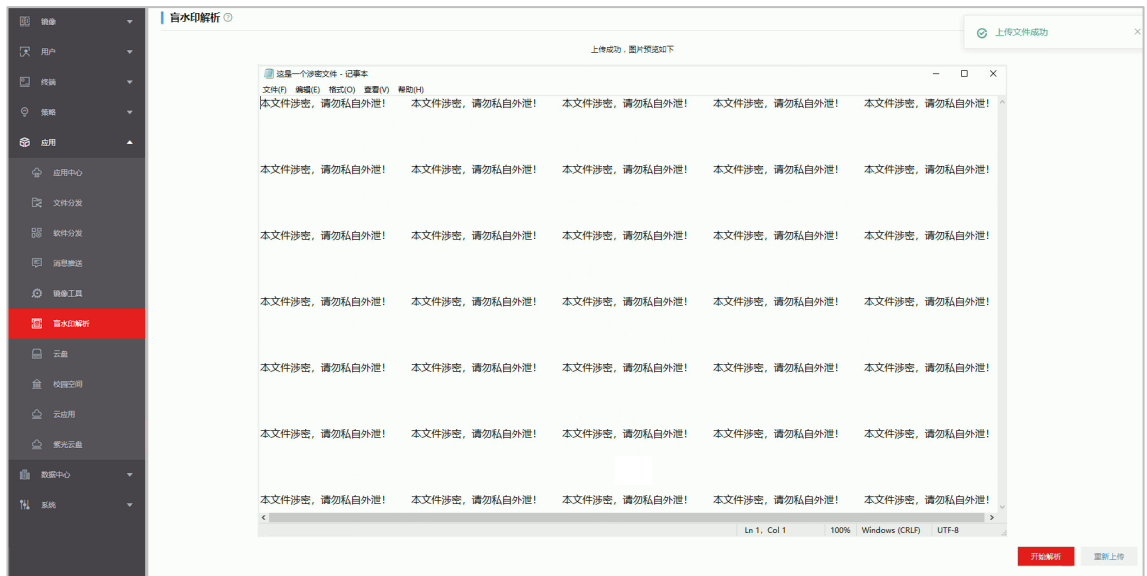 镜像
盲水印解析
上传文件成功
用户
上传成功，图片预览如下
终端
策略
应用
应用中心
文件分发
软件分发
消息推送
镜像工具
盲水印解析
云盘
校园空间
云应用
紫光云盘
数据中心
系统
这是一个涉密文件 - 记事本
文件(F) 编辑(E) 格式(O) 查看(V) 帮助(H)
本文件涉密，请勿私自外泄！ 本文件涉密，请勿私自外泄！ 本文件涉密，请勿私自外泄！ 本文件涉密，请勿私自外泄！ 本文件涉密，请勿私自外泄！
本文件涉密，请勿私自外泄！ 本文件涉密，请勿私自外泄！ 本文件涉密，请勿私自外泄！ 本文件涉密，请勿私自外泄！ 本文件涉密，请勿私自外泄！
本文件涉密，请勿私自外泄！ 本文件涉密，请勿私自外泄！ 本文件涉密，请勿私自外泄！ 本文件涉密，请勿私自外泄！ 本文件涉密，请勿私自外泄！
本文件涉密，请勿私自外泄！ 本文件涉密，请勿私自外泄！ 本文件涉密，请勿私自外泄！ 本文件涉密，请勿私自外泄！ 本文件涉密，请勿私自外泄！
本文件涉密，请勿私自外泄！ 本文件涉密，请勿私自外泄！ 本文件涉密，请勿私自外泄！ 本文件涉密，请勿私自外泄！ 本文件涉密，请勿私自外泄！
本文件涉密，请勿私自外泄！ 本文件涉密，请勿私自外泄！ 本文件涉密，请勿私自外泄！ 本文件涉密，请勿私自外泄！ 本文件涉密，请勿私自外泄！
本文件涉密，请勿私自外泄！ 本文件涉密，请勿私自外泄！ 本文件涉密，请勿私自外泄！ 本文件涉密，请勿私自外泄！ 本文件涉密，请勿私自外泄！
Ln 1, Col 1 100% Windows (CRLF) UTF-8
开始解析 重新上传